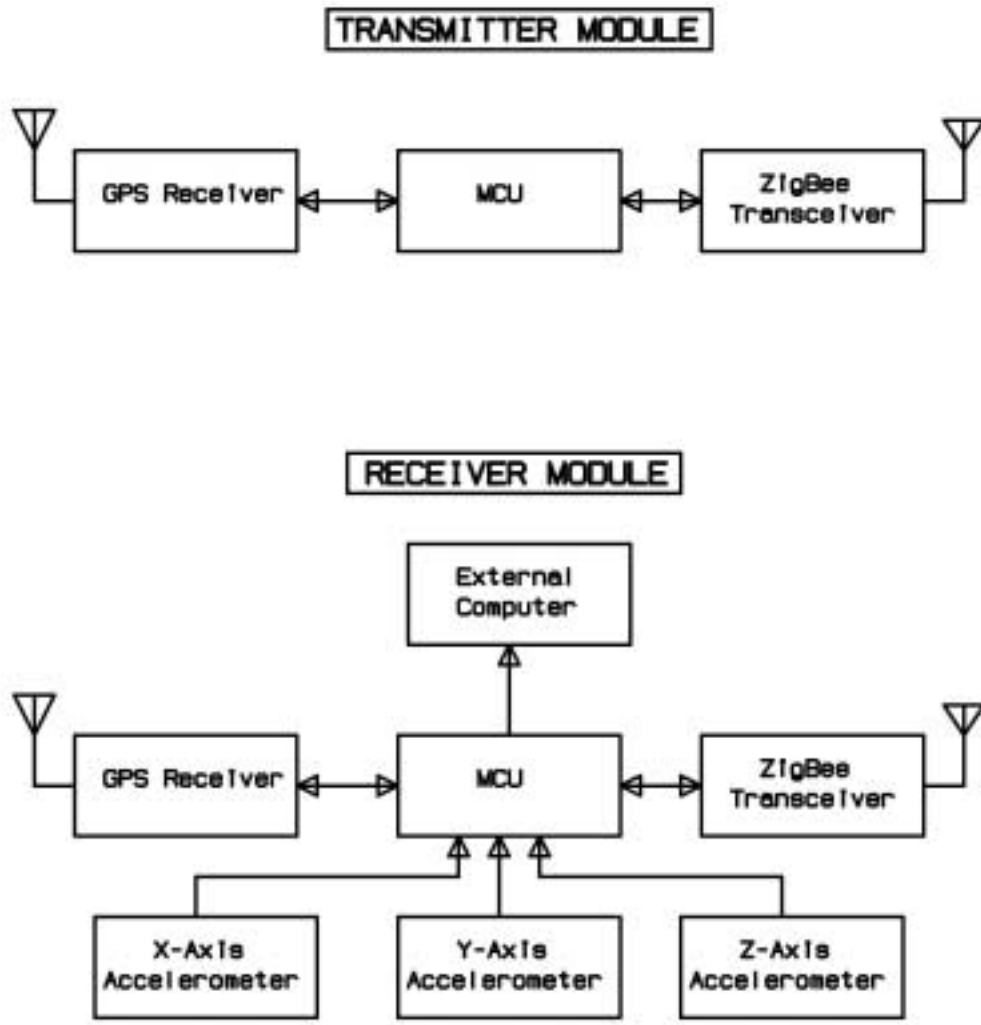 TRANSMITTER MODULE
GPS Receiver
MCU
ZigBee
Transceiver
RECEIVER MODULE
External
Computer
GPS Receiver
MCU
ZigBee
Transceiver
X-Axis
Accelerometer
Y-Axis
Accelerometer
Z-Axis
Accelerometer